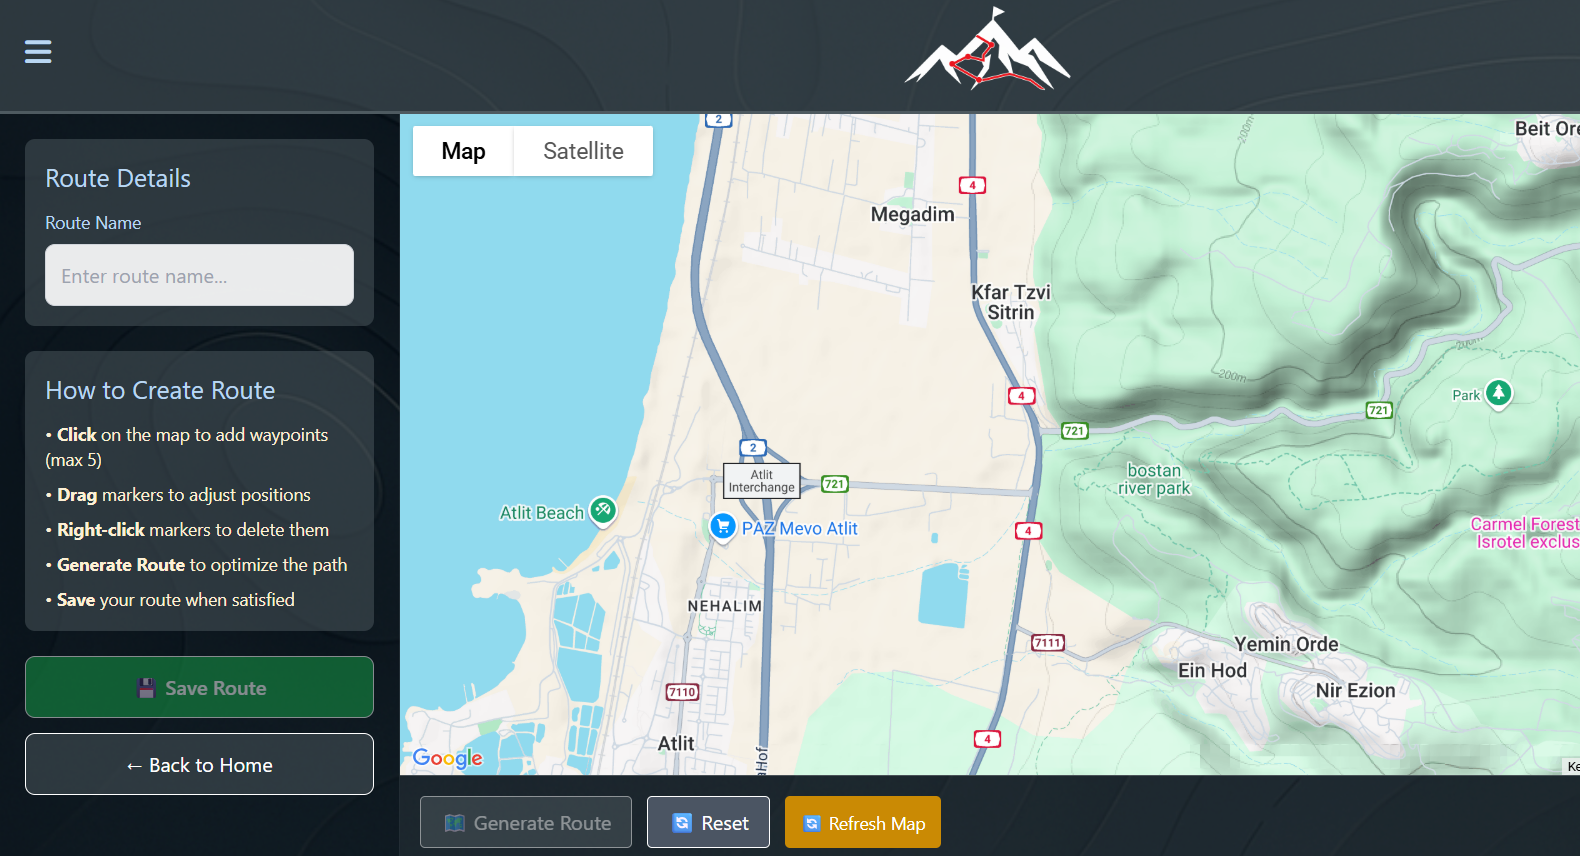 Route Details
Route Name
Enter route name...
How to Create Route
• Click on the map to add waypoints
(max 5)
• Drag markers to adjust positions
• Right-click markers to delete them
• Generate Route to optimize the path
• Save your route when satisfied
💾 Save Route
← Back to Home
Map
Satellite
2
200m
Beit Ore
4
Megadim
Kfar Tzvi
Sitrin
200m
200m
4
Park
721
721
2
bostan
river park
Atlit
Interchange
721
Atlit Beach
PAZ Mevo Atlit
4
Carmel Forest
Isrotel exclus
NEHALIM
7111
Yemin Orde
Ein Hod
Nir Ezion
7110
Atlit
4
Google
aHof
Ke
🗺️ Generate Route
🔄 Reset
🔄 Refresh Map